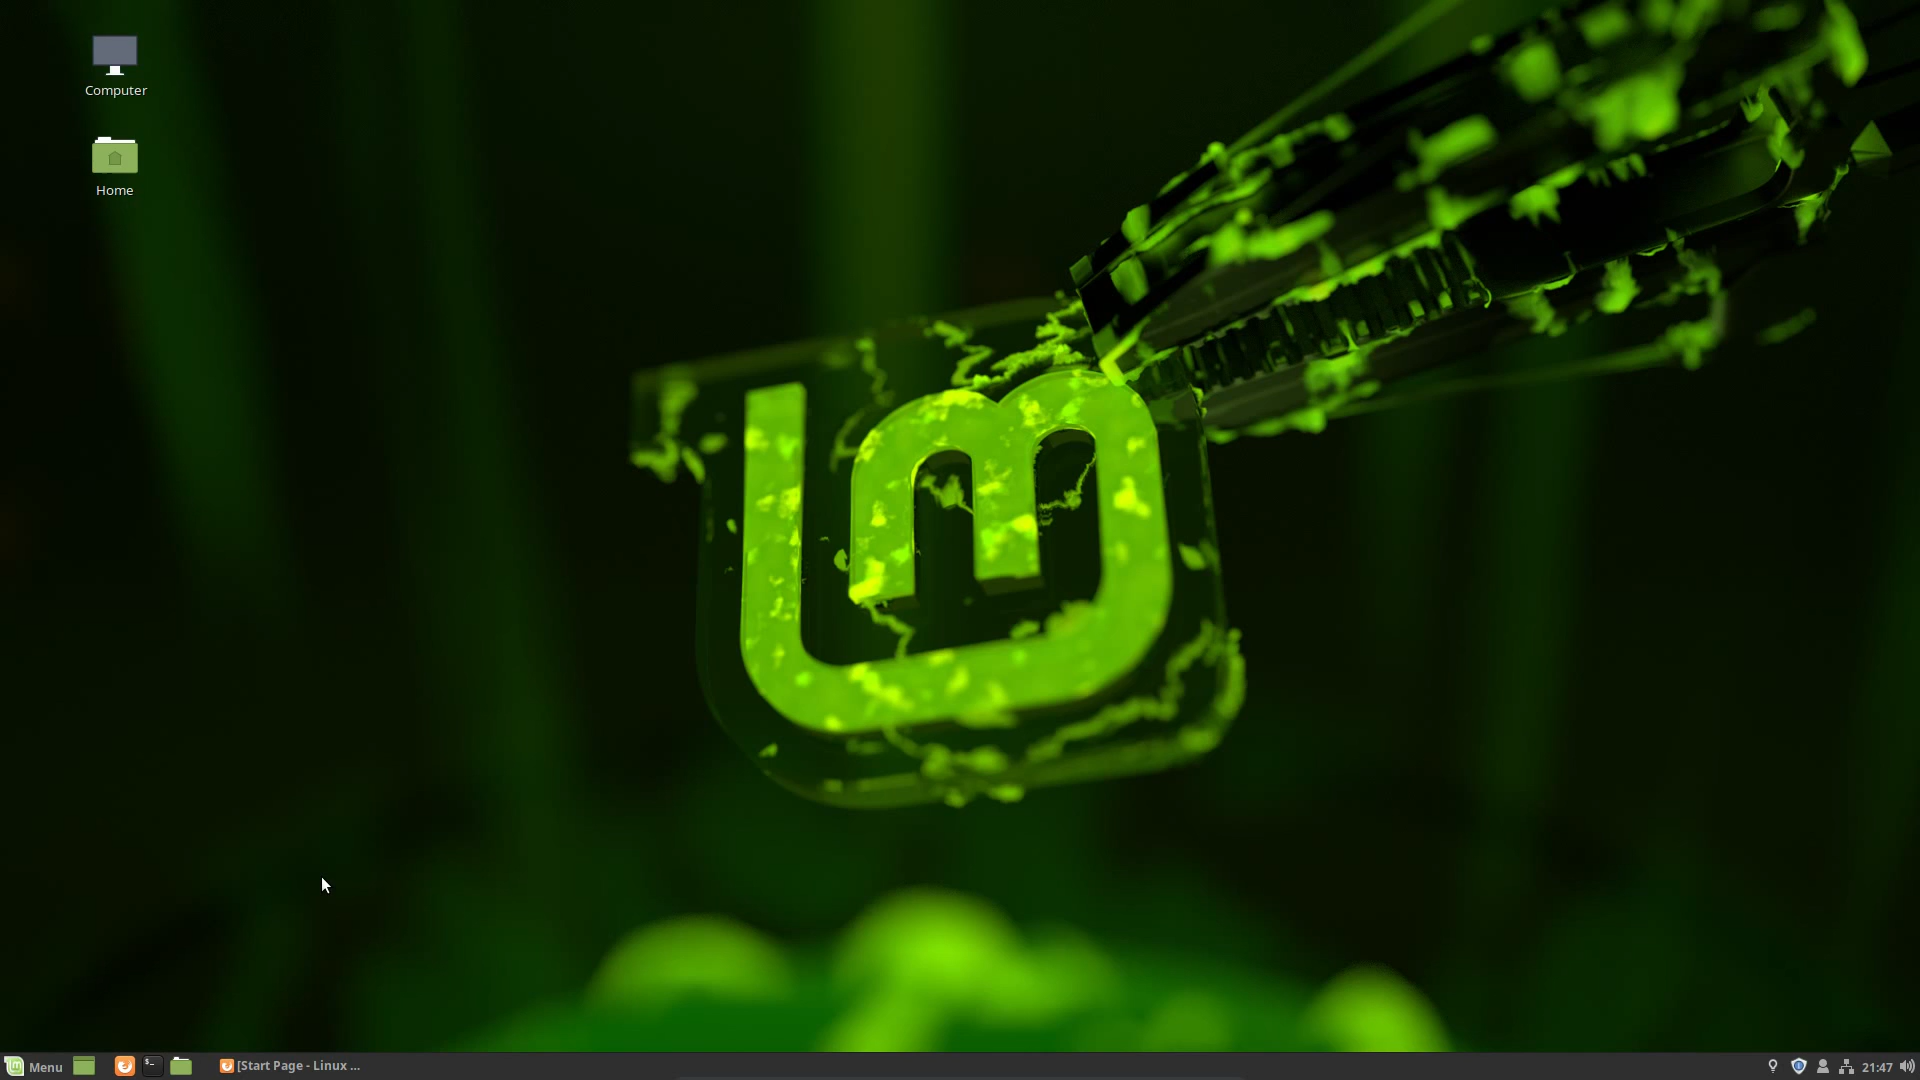 Computer
Home
Menu
$_
[Start Page - Linux ...
21:47